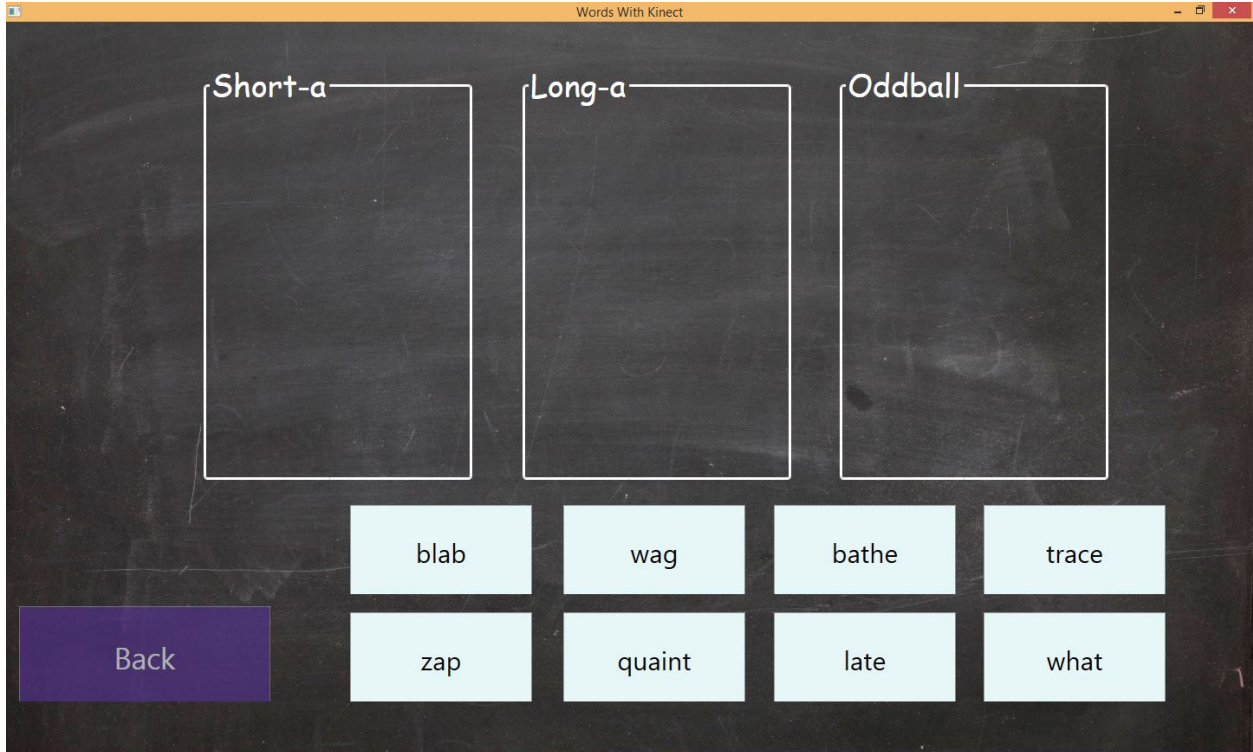 Words With Kinect
Short-a Long-a Oddball
blab wag bathe trace
zap quaint late what
Back